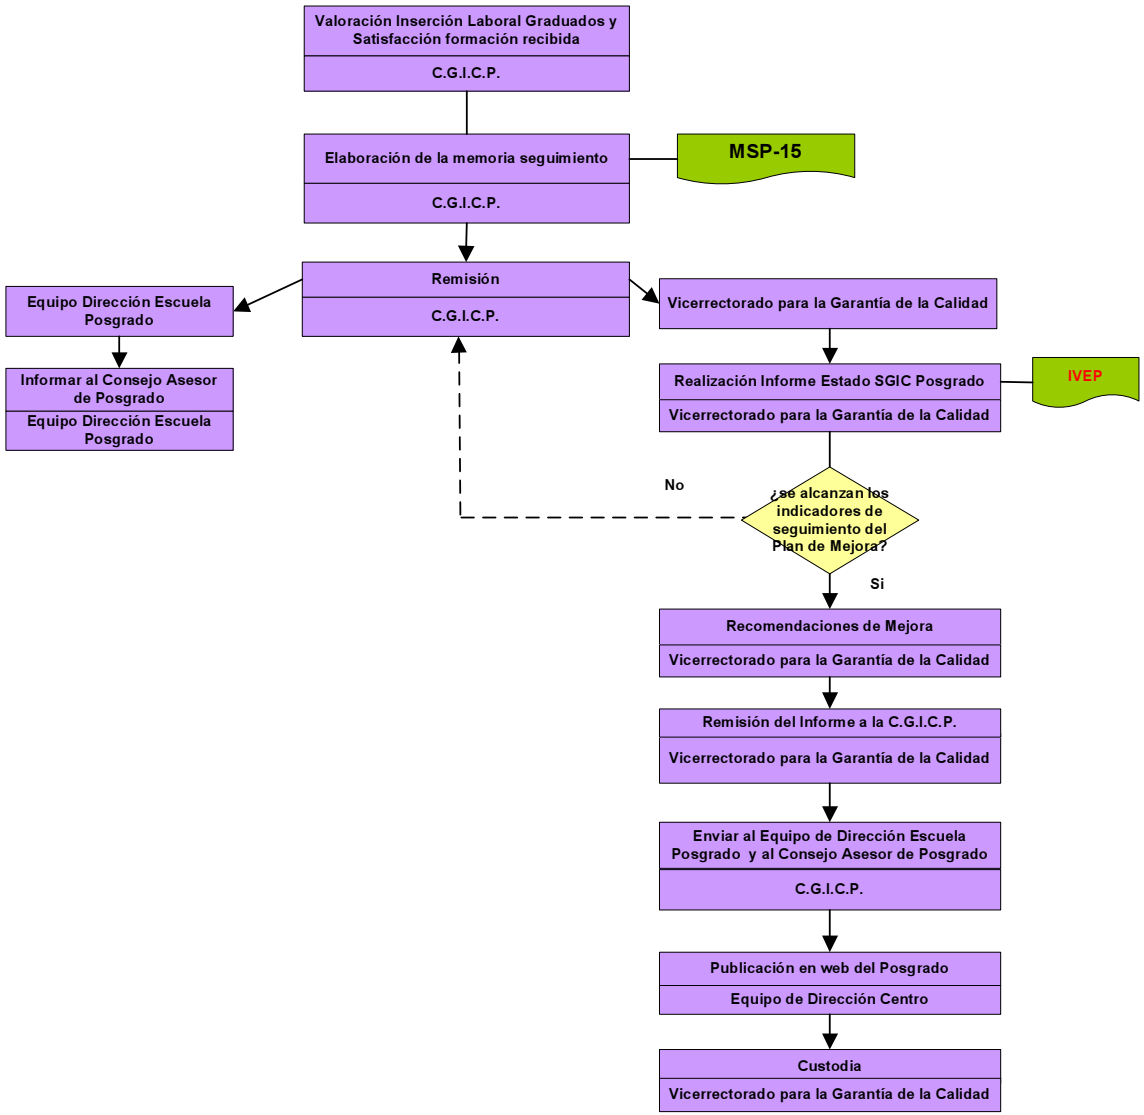 Valoración Inserción Laboral Graduados y
Satisfacción formación recibida
C.G.I.C.P.
Elaboración de la memoria seguimiento
C.G.I.C.P.
MSP-15
Remisión
C.G.I.C.P.
Equipo Dirección Escuela
Posgrado
Informar al Consejo Asesor
de Posgrado
Equipo Dirección Escuela
Posgrado
Vicerrectorado para la Garantía de la Calidad
Realización Informe Estado SGIC Posgrado
Vicerrectorado para la Garantía de la Calidad
IVEP
No
¿se alcanzan los
indicadores de
seguimiento del
Plan de Mejora?
Si
Recomendaciones de Mejora
Vicerrectorado para la Garantía de la Calidad
Remisión del Informe a la C.G.I.C.P.
Vicerrectorado para la Garantía de la Calidad
Enviar al Equipo de Dirección Escuela
Posgrado  y al Consejo Asesor de Posgrado
C.G.I.C.P.
Publicación en web del Posgrado
Equipo de Dirección Centro
Custodia
Vicerrectorado para la Garantía de la Calidad